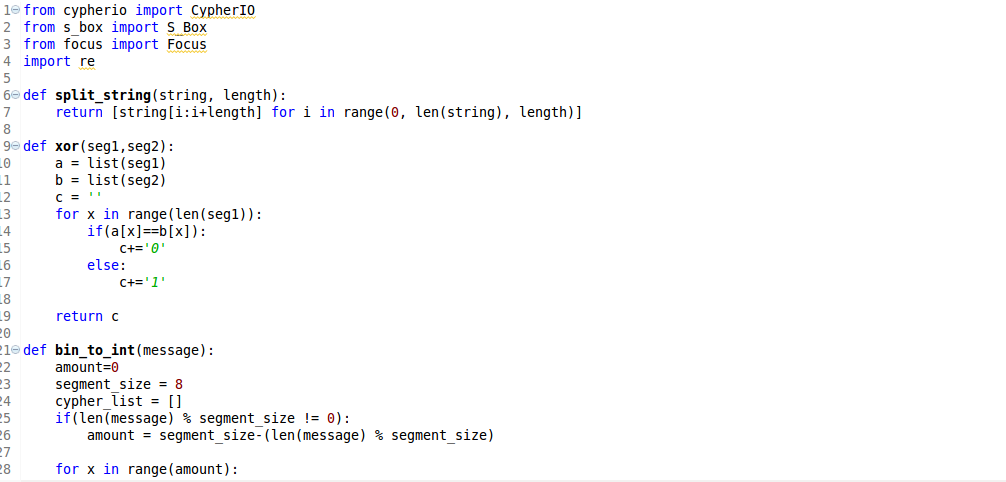 1 from cypherio import CypherIO
2 from s_box import S_Box
3 from focus import Focus
4 import re
5
6 def split_string(string, length):
7     return [string[i:i+length] for i in range(0, len(string), length)]
8
9 def xor(seg1,seg2):
10     a = list(seg1)
11     b = list(seg2)
12     c = ''
13     for x in range(len(seg1)):
14         if(a[x]==b[x]):
15             c+='0'
16         else:
17             c+='1'
18
19     return c
20
21 def bin_to_int(message):
22     amount=0
23     segment_size = 8
24     cypher_list = []
25     if(len(message) % segment_size != 0):
26         amount = segment_size-(len(message) % segment_size)
27
28     for x in range(amount):